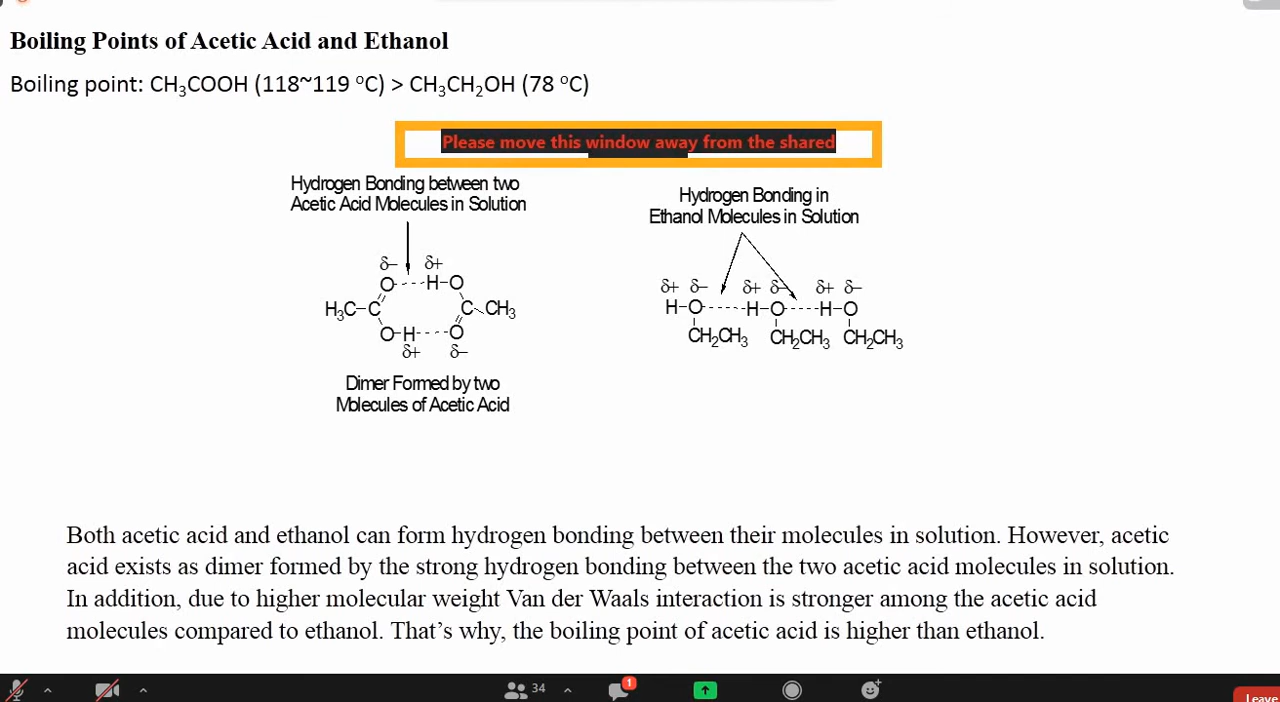 Boiling Points of Acetic Acid and Ethanol
Boiling point: CH₃COOH (118~119 °C) > CH₃CH₂OH (78 °C)
Please move this window away from the shared
Hydrogen Bonding between two
Acetic Acid Molecules in Solution
δ– δ+
O----H–O
H₃C–C C CH₃
O–H----O
δ+ δ–
Dimer Formed by two
Molecules of Acetic Acid
Hydrogen Bonding in
Ethanol Molecules in Solution
δ+ δ– δ+ δ– δ+ δ–
H–O-----H–O-----H–O
CH₂CH₃ CH₂CH₃ CH₂CH₃
Both acetic acid and ethanol can form hydrogen bonding between their molecules in solution. However, acetic
acid exists as dimer formed by the strong hydrogen bonding between the two acetic acid molecules in solution.
In addition, due to higher molecular weight Van der Waals interaction is stronger among the acetic acid
molecules compared to ethanol. That's why, the boiling point of acetic acid is higher than ethanol.
34
1
Leave